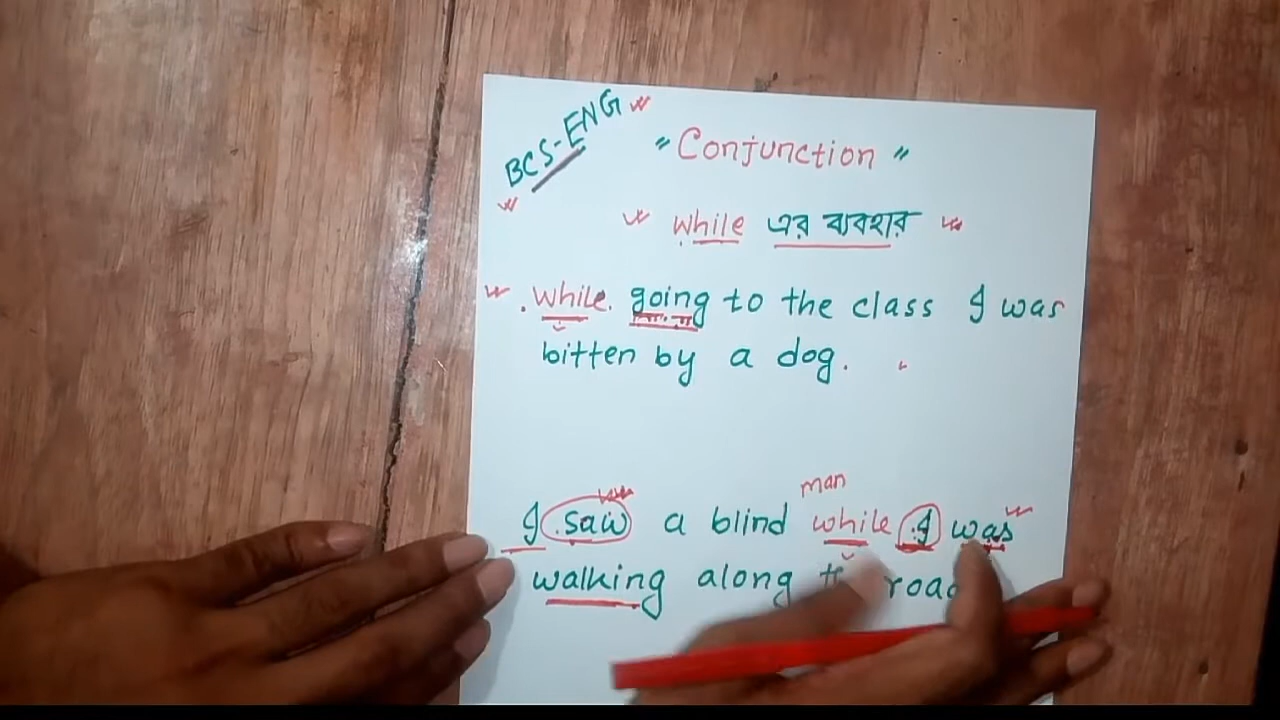 BCS-ENG
"Conjunction"
while এর ব্যবহার
. while. going to the class I was
bitten by a dog.
man
I saw a blind while I was
walking along